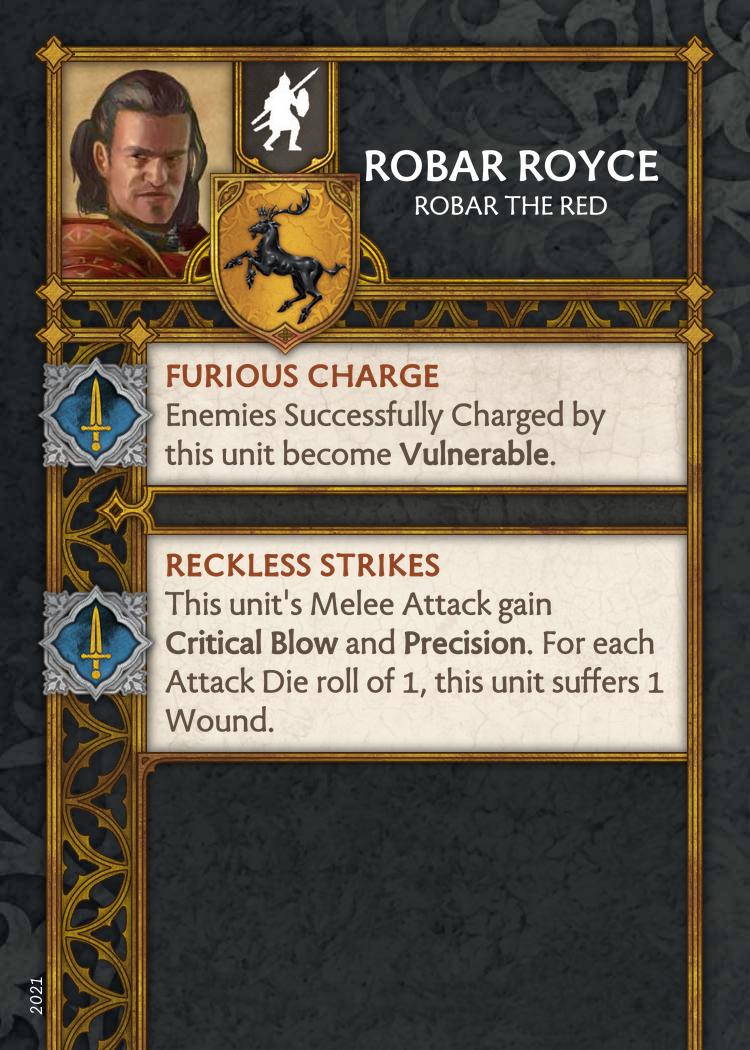 ROBAR ROYCE
ROBAR THE RED
FURIOUS CHARGE
Enemies Successfully Charged by
this unit become Vulnerable.
RECKLESS STRIKES
This unit's Melee Attack gain
Critical Blow and Precision. For each
Attack Die roll of 1, this unit suffers 1
Wound.
2021